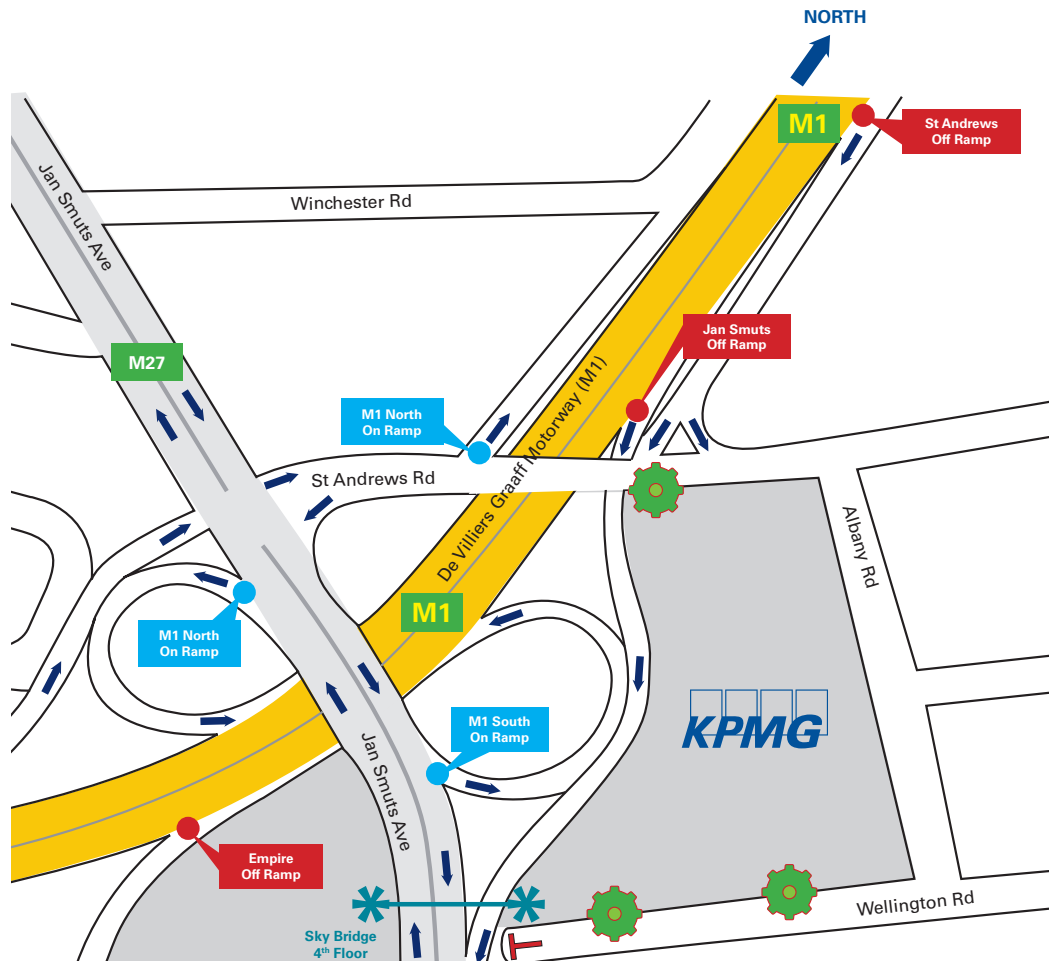 NORTH
M1
St Andrews
Off Ramp
Jan Smuts Ave
Winchester Rd
Jan Smuts
Off Ramp
M27
De Villiers Graaff Motorway (M1)
M1 North
On Ramp
St Andrews Rd
Albany Rd
M1
M1 North
On Ramp
KPMG
M1 South
On Ramp
Jan Smuts Ave
Empire
Off Ramp
Wellington Rd
Sky Bridge
4th Floor